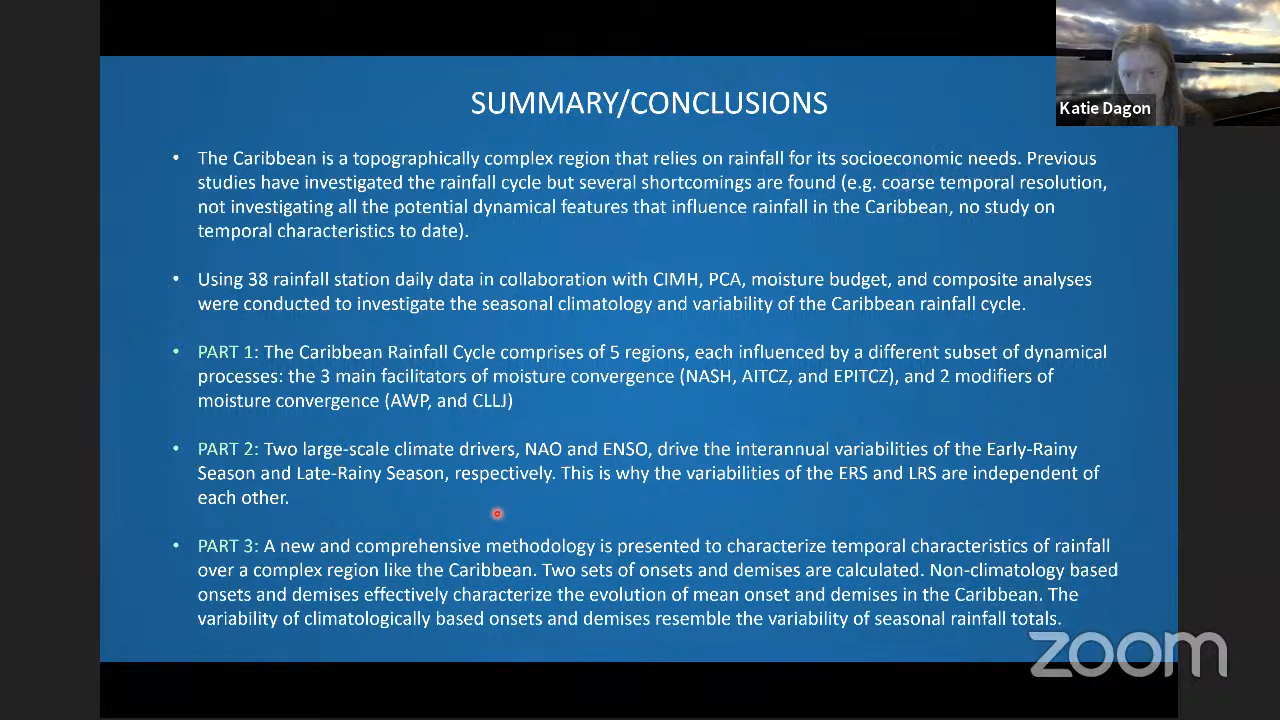 SUMMARY/CONCLUSIONS
Katie Dagon
• The Caribbean is a topographically complex region that relies on rainfall for its socioeconomic needs. Previous
studies have investigated the rainfall cycle but several shortcomings are found (e.g. coarse temporal resolution,
not investigating all the potential dynamical features that influence rainfall in the Caribbean, no study on
temporal characteristics to date).
• Using 38 rainfall station daily data in collaboration with CIMH, PCA, moisture budget, and composite analyses
were conducted to investigate the seasonal climatology and variability of the Caribbean rainfall cycle.
• PART 1: The Caribbean Rainfall Cycle comprises of 5 regions, each influenced by a different subset of dynamical
processes: the 3 main facilitators of moisture convergence (NASH, AITCZ, and EPITCZ), and 2 modifiers of
moisture convergence (AWP, and CLLJ)
• PART 2: Two large-scale climate drivers, NAO and ENSO, drive the interannual variabilities of the Early-Rainy
Season and Late-Rainy Season, respectively. This is why the variabilities of the ERS and LRS are independent of
each other.
• PART 3: A new and comprehensive methodology is presented to characterize temporal characteristics of rainfall
over a complex region like the Caribbean. Two sets of onsets and demises are calculated. Non-climatology based
onsets and demises effectively characterize the evolution of mean onset and demises in the Caribbean. The
variability of climatologically based onsets and demises resemble the variability of seasonal rainfall totals.
zoom